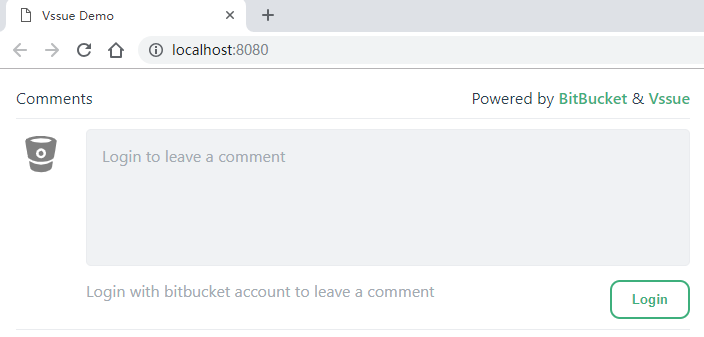 Vssue Demo
localhost:8080
Comments
Powered by BitBucket & Vssue
Login to leave a comment
Login with bitbucket account to leave a comment
Login